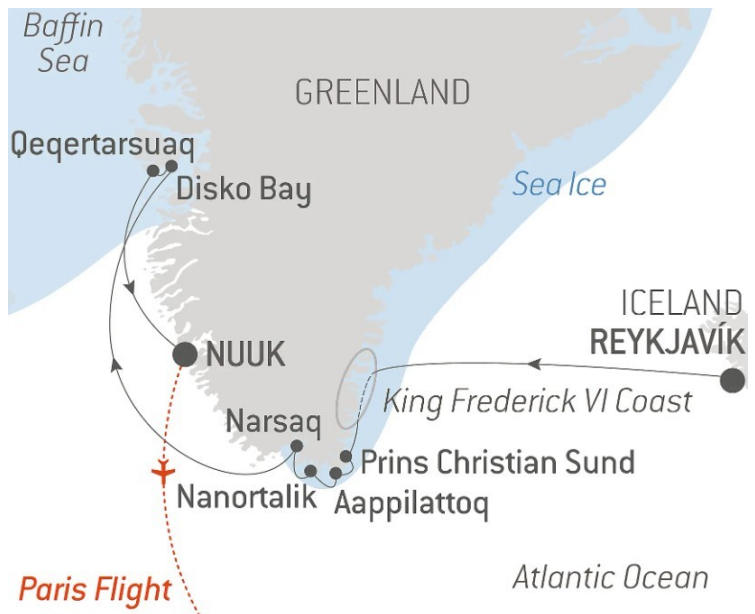 Baffin
Sea
GREENLAND
Qeqertarsuaq
Disko Bay
Sea Ice
ICELAND
REYKJAVÍK
NUUK
King Frederick VI Coast
Narsaq
Prins Christian Sund
Nanortalik
Aappilattoq
Paris Flight
Atlantic Ocean